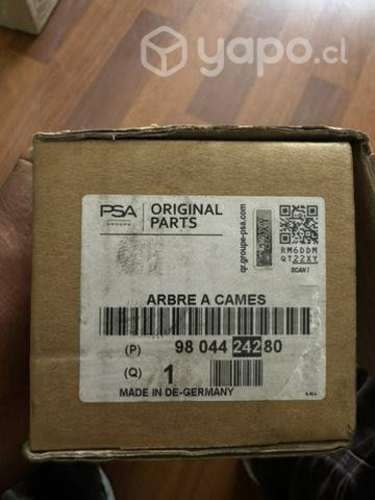 yapo.cl
PSA
GROUPE
ORIGINAL
PARTS
qr.groupe-psa.com
RM6DDM
QT22XY
SCAN !
ARBRE A CAMES
(P) 98 044 242 80
(Q) 1
MADE IN DE-GERMANY